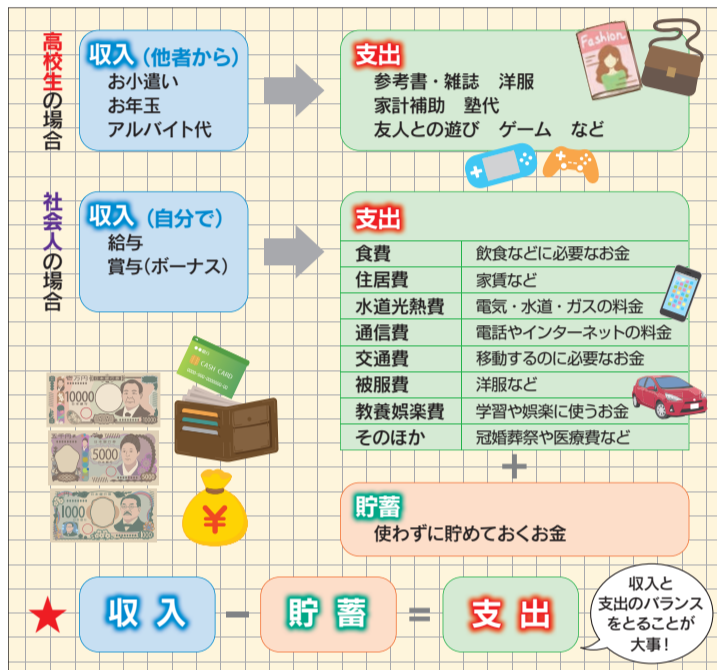 高校生の場合
収入（他者から）
お小遣い
お年玉
アルバイト代
支出
参考書・雑誌　洋服
家計補助　塾代
友人との遊び　ゲーム　など
Fashion
社会人の場合
収入（自分で）
給与
賞与（ボーナス）
支出
食費　飲食などに必要なお金
住居費　家賃など
水道光熱費　電気・水道・ガスの料金
通信費　電話やインターネットの料金
交通費　移動するのに必要なお金
被服費　洋服など
教養娯楽費　学習や娯楽に使うお金
そのほか　冠婚葬祭や医療費など
＋
貯蓄
使わずに貯めておくお金
CASH CARD
10000
5000
1000
¥
★ 収入 － 貯蓄 ＝ 支出
収入と
支出のバランス
をとることが
大事！